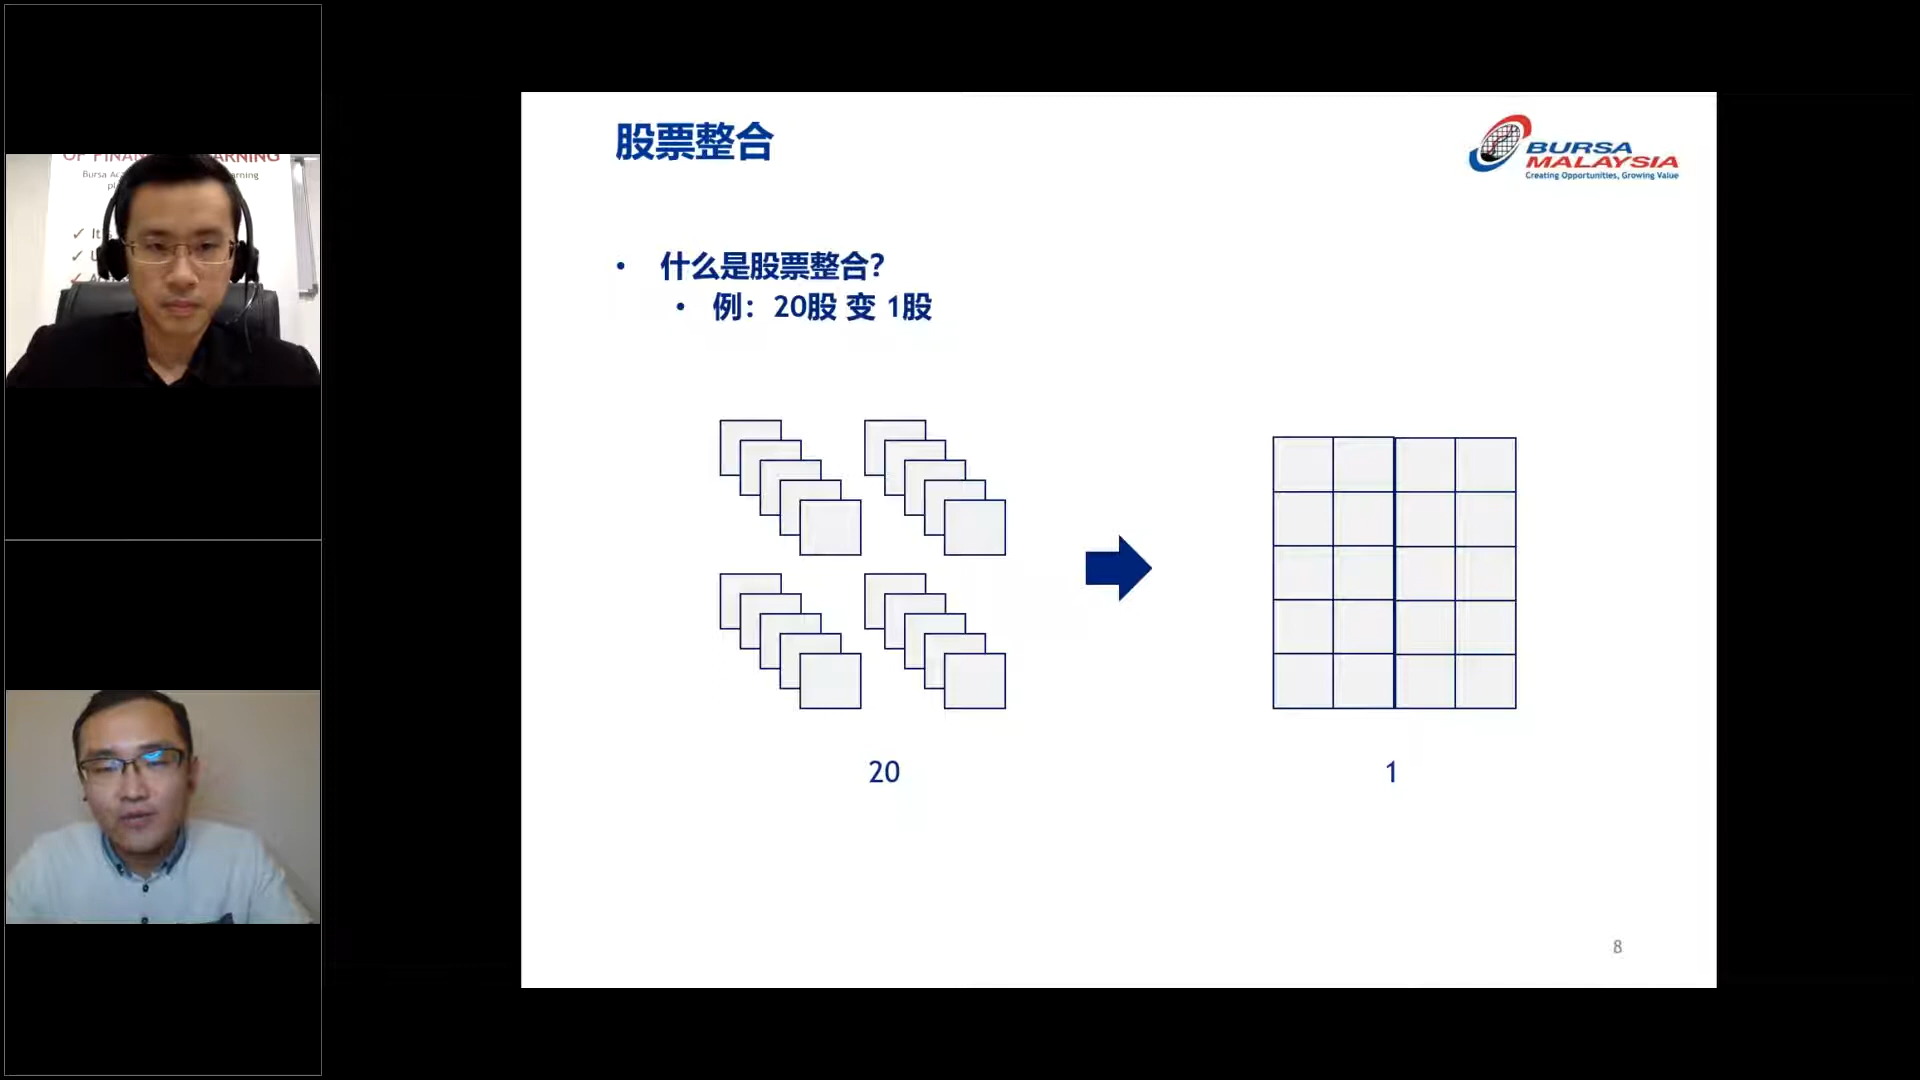 Bursa
股票整合
BURSA
MALAYSIA
Creating Opportunities, Growing Value
• 什么是股票整合？
• 例：20股 变 1股
20
1
8